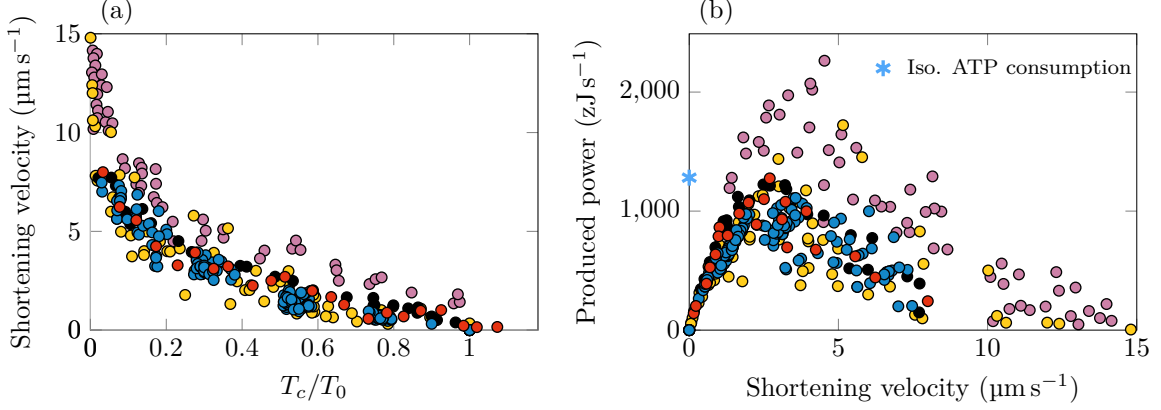 (a)
Shortening velocity (µm s⁻¹)
15
10
5
0
0 0.2 0.4 0.6 0.8 1
T_c/T_0
(b)
Produced power (zJ s⁻¹)
Iso. ATP consumption
2,000
1,000
0
0 5 10 15
Shortening velocity (µm s⁻¹)